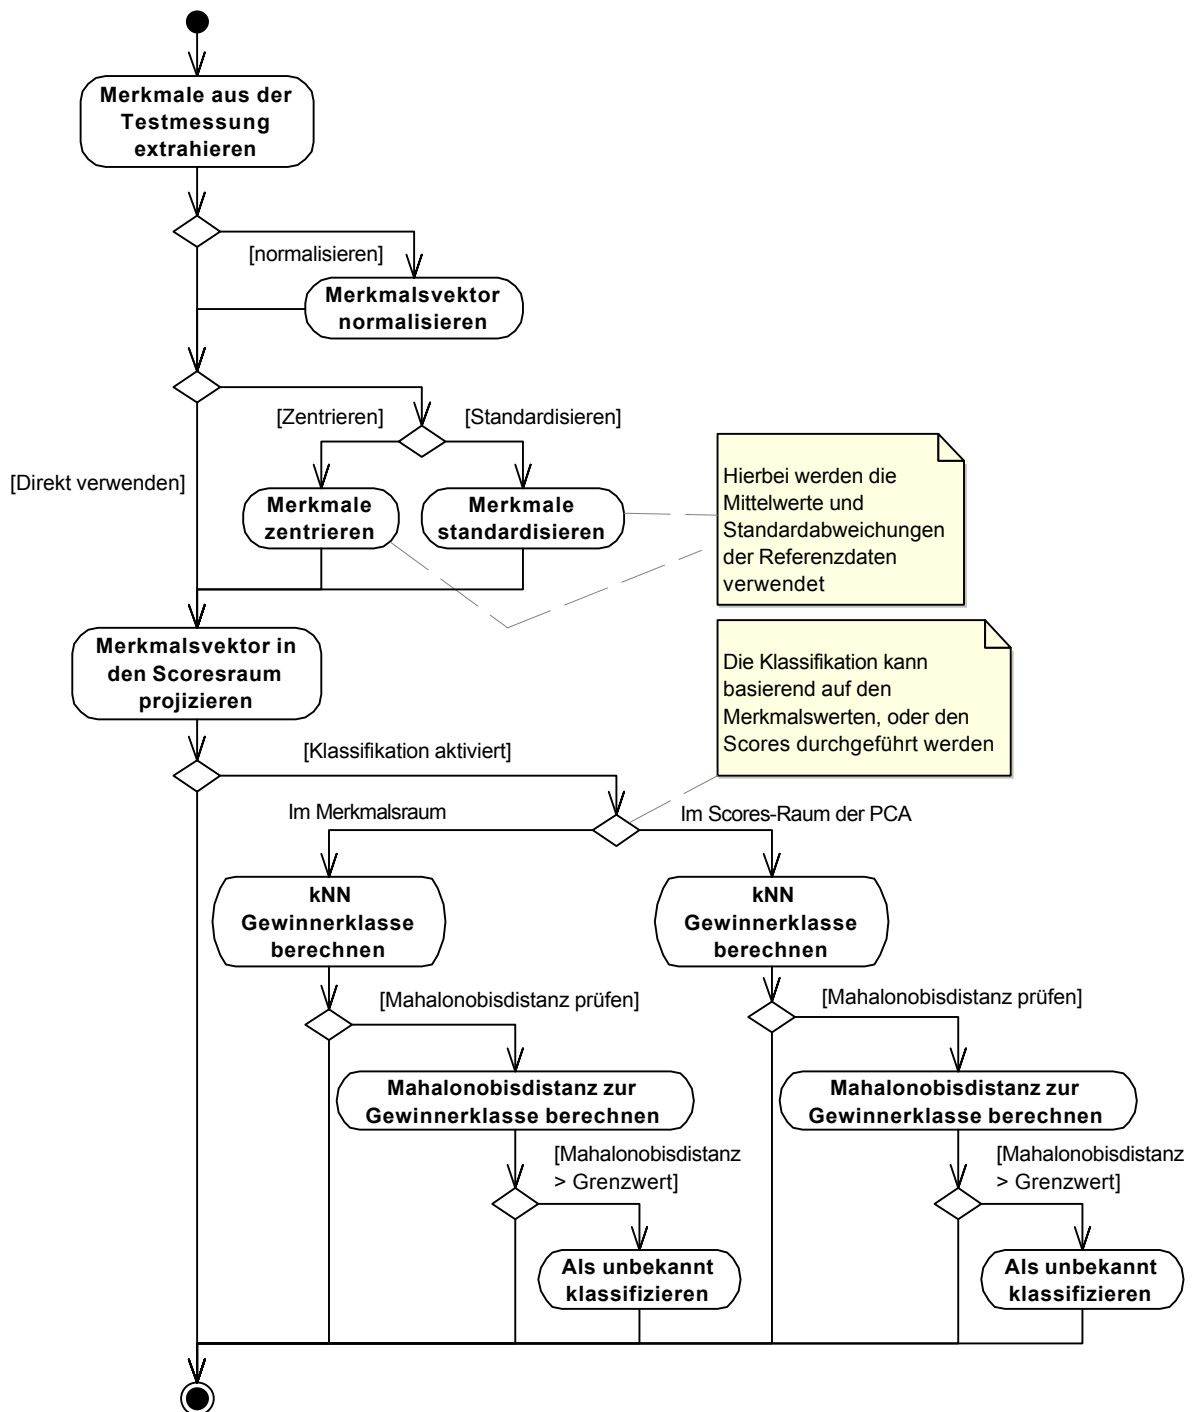 Merkmale aus der
Testmessung
extrahieren
[normalisieren]
Merkmalsvektor
normalisieren
[Zentrieren]
[Standardisieren]
[Direkt verwenden]
Merkmale
zentrieren
Merkmale
standardisieren
Hierbei werden die
Mittelwerte und
Standardabweichungen
der Referenzdaten
verwendet
Merkmalsvektor in
den Scoresraum
projizieren
Die Klassifikation kann
basierend auf den
Merkmalswerten, oder den
Scores durchgeführt werden
[Klassifikation aktiviert]
Im Merkmalsraum
Im Scores-Raum der PCA
kNN
Gewinnerklasse
berechnen
kNN
Gewinnerklasse
berechnen
[Mahalonobisdistanz prüfen]
[Mahalonobisdistanz prüfen]
Mahalonobisdistanz zur
Gewinnerklasse berechnen
Mahalonobisdistanz zur
Gewinnerklasse berechnen
[Mahalonobisdistanz
> Grenzwert]
[Mahalonobisdistanz
> Grenzwert]
Als unbekannt
klassifizieren
Als unbekannt
klassifizieren